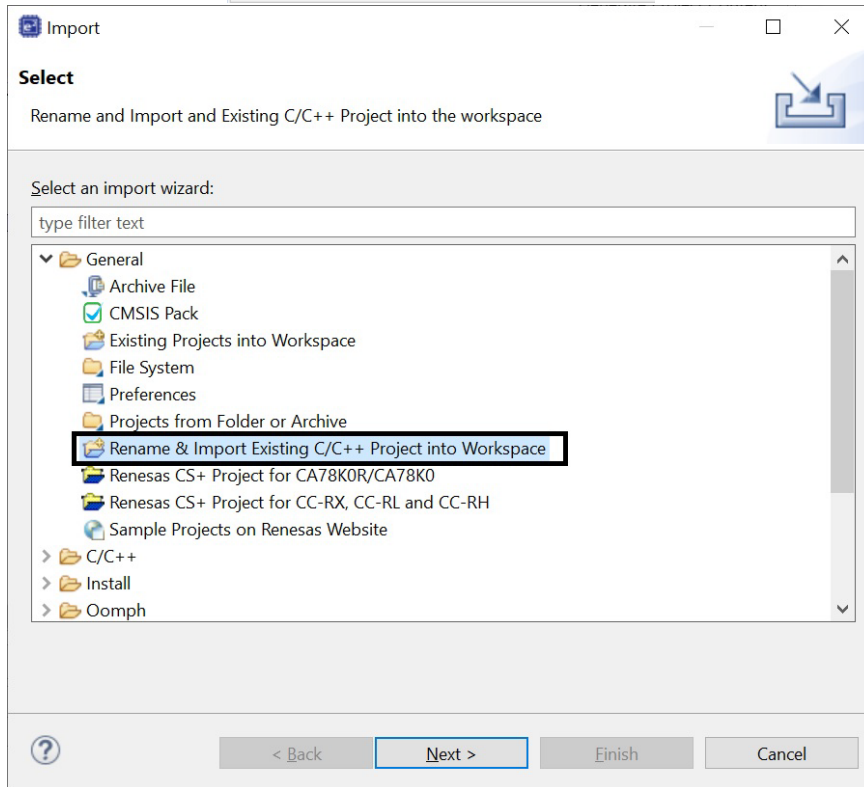 Import
Select
Rename and Import and Existing C/C++ Project into the workspace
Select an import wizard:
type filter text
General
Archive File
CMSIS Pack
Existing Projects into Workspace
File System
Preferences
Projects from Folder or Archive
Rename & Import Existing C/C++ Project into Workspace
Renesas CS+ Project for CA78K0R/CA78K0
Renesas CS+ Project for CC-RX, CC-RL and CC-RH
Sample Projects on Renesas Website
C/C++
Install
Oomph
< Back Next > Finish Cancel